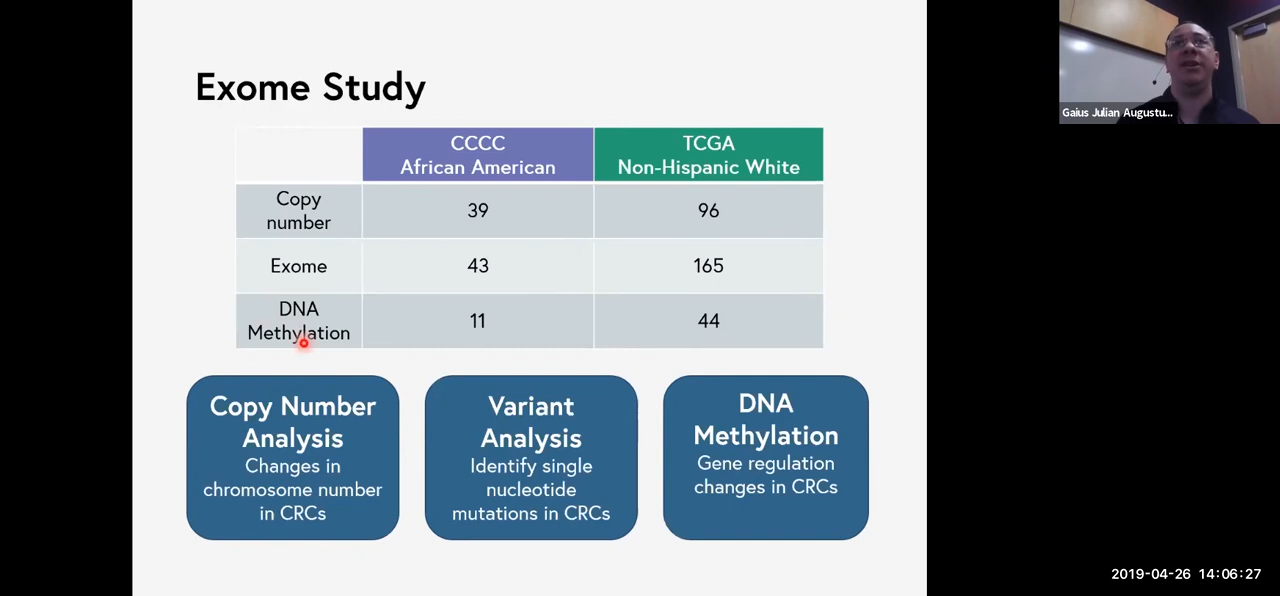 Exome Study
CCCC
African American
TCGA
Non-Hispanic White
Copy
number
39
96
Exome
43
165
DNA
Methylation
11
44
Copy Number
Analysis
Changes in
chromosome number
in CRCs
Variant
Analysis
Identify single
nucleotide
mutations in CRCs
DNA
Methylation
Gene regulation
changes in CRCs
Gaius Julian Augustu...
2019-04-26 14:06:27